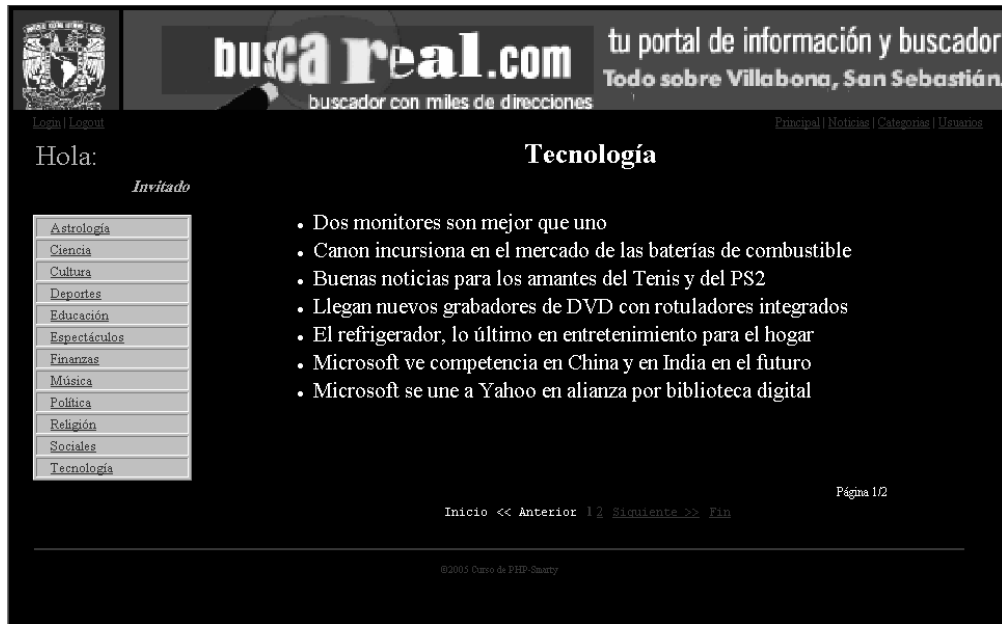 busca real.com
buscador con miles de direcciones
tu portal de información y buscador
Todo sobre Villabona, San Sebastián.
Login | Logout
Principal | Noticias | Categorias | Usuarios
Hola:
Invitado
Astrología
Ciencia
Cultura
Deportes
Educación
Espectáculos
Finanzas
Música
Política
Religión
Sociales
Tecnología
Tecnología
Dos monitores son mejor que uno
Canon incursiona en el mercado de las baterías de combustible
Buenas noticias para los amantes del Tenis y del PS2
Llegan nuevos grabadores de DVD con rotuladores integrados
El refrigerador, lo último en entretenimiento para el hogar
Microsoft ve competencia en China y en India en el futuro
Microsoft se une a Yahoo en alianza por biblioteca digital
Página 1/2
Inicio << Anterior 1 2 Siguiente >> Fin
©2005 Curso de PHP-Smarty